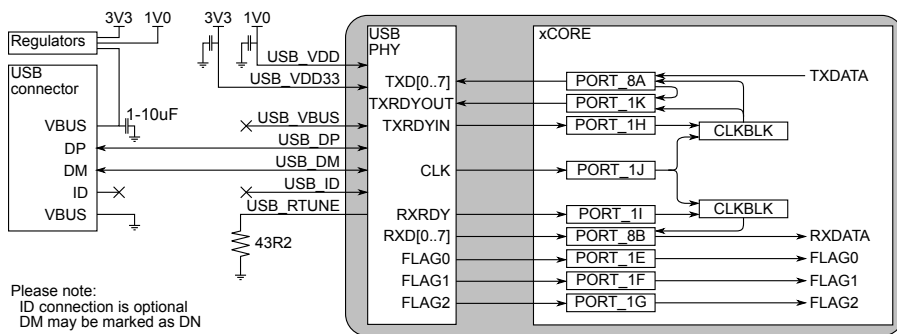 3V3 1V0
Regulators
USB
connector
1-10uF
VBUS
DP
DM
ID
VBUS
3V3 1V0
USB_VDD
USB_VDD33
USB_VBUS
USB_DP
USB_DM
USB_ID
USB_RTUNE
43R2
USB
PHY
TXD[0..7]
TXRDYOUT
TXRDYIN
CLK
RXRDY
RXD[0..7]
FLAG0
FLAG1
FLAG2
xCORE
PORT_8A
PORT_1K
PORT_1H
PORT_1J
PORT_1I
PORT_8B
PORT_1E
PORT_1F
PORT_1G
CLKBLK
CLKBLK
TXDATA
RXDATA
FLAG0
FLAG1
FLAG2
Please note:
ID connection is optional
DM may be marked as DN